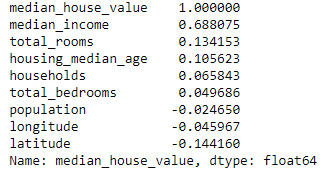 median_house_value    1.000000
median_income         0.688075
total_rooms           0.134153
housing_median_age    0.105623
households            0.065843
total_bedrooms        0.049686
population           -0.024650
longitude            -0.045967
latitude             -0.144160
Name: median_house_value, dtype: float64